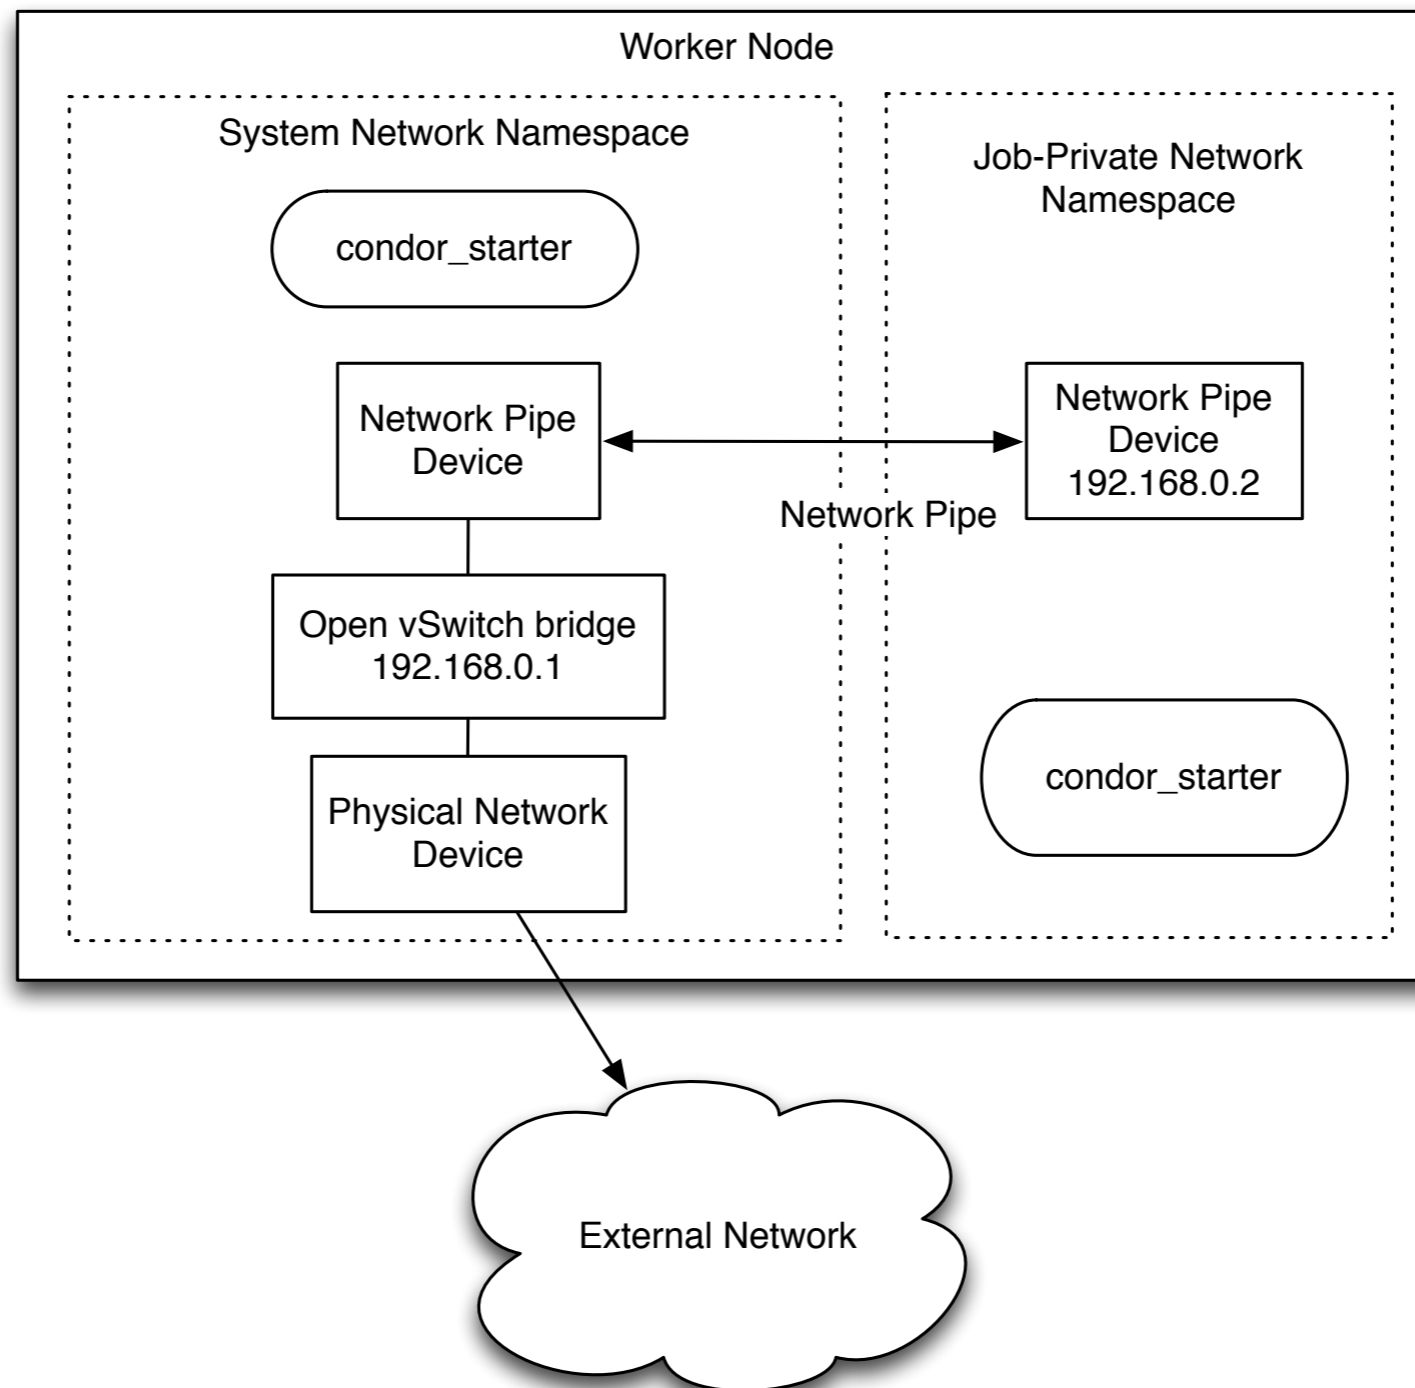 Worker Node
System Network Namespace
condor_starter
Network Pipe
Device
Open vSwitch bridge
192.168.0.1
Physical Network
Device
Network Pipe
Job-Private Network
Namespace
Network Pipe
Device
192.168.0.2
condor_starter
External Network